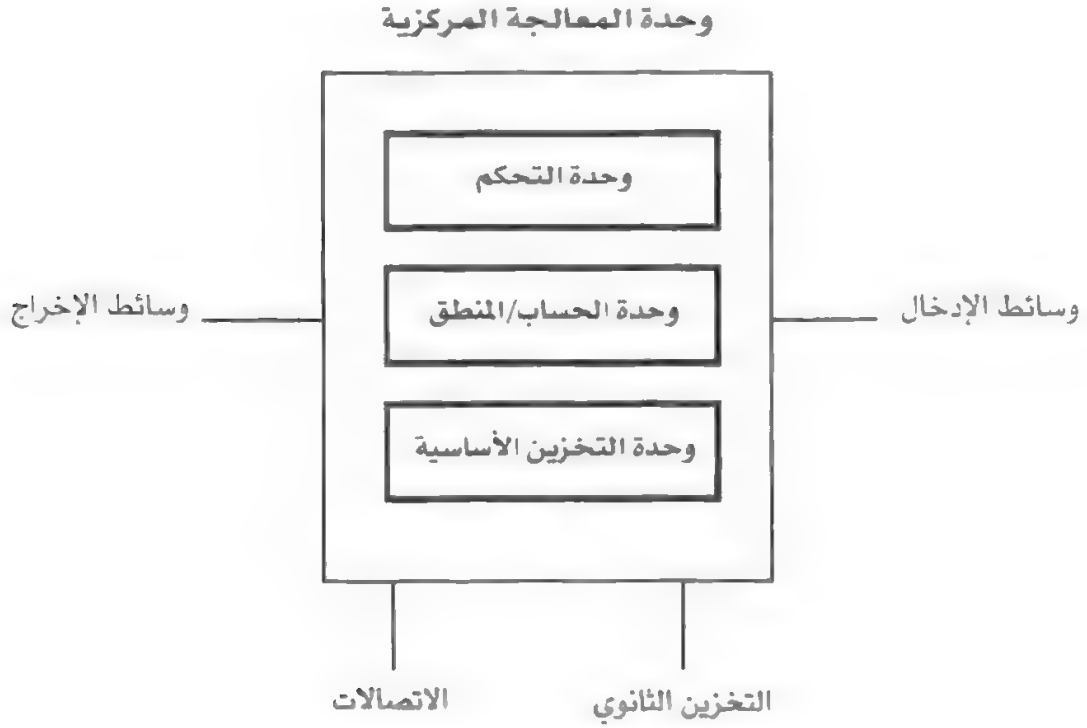 وحدة المعالجة المركزية
وحدة التحكم
وسائط الإدخال
وحدة الحساب/المنطق
وسائط الإخراج
وحدة التخزين الأساسية
التخزين الثانوي
الاتصالات